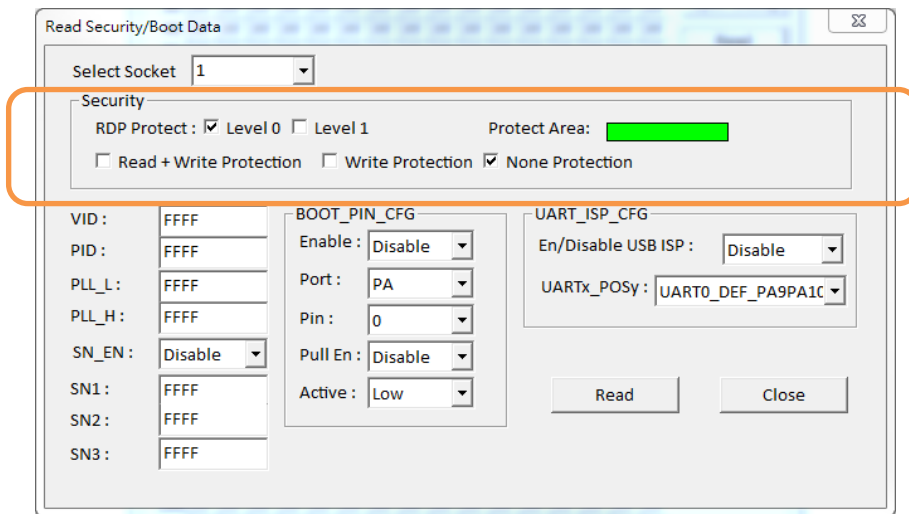 Read Security/Boot Data
Select Socket 1
Security
RDP Protect : Level 0 Level 1 Protect Area:
Read + Write Protection Write Protection None Protection
VID : FFFF
PID : FFFF
PLL_L : FFFF
PLL_H : FFFF
SN_EN : Disable
SN1 : FFFF
SN2 : FFFF
SN3 : FFFF
BOOT_PIN_CFG
Enable : Disable
Port : PA
Pin : 0
Pull En : Disable
Active : Low
UART_ISP_CFG
En/Disable USB ISP : Disable
UARTx_POSy : UART0_DEF_PA9PA10
Read Close